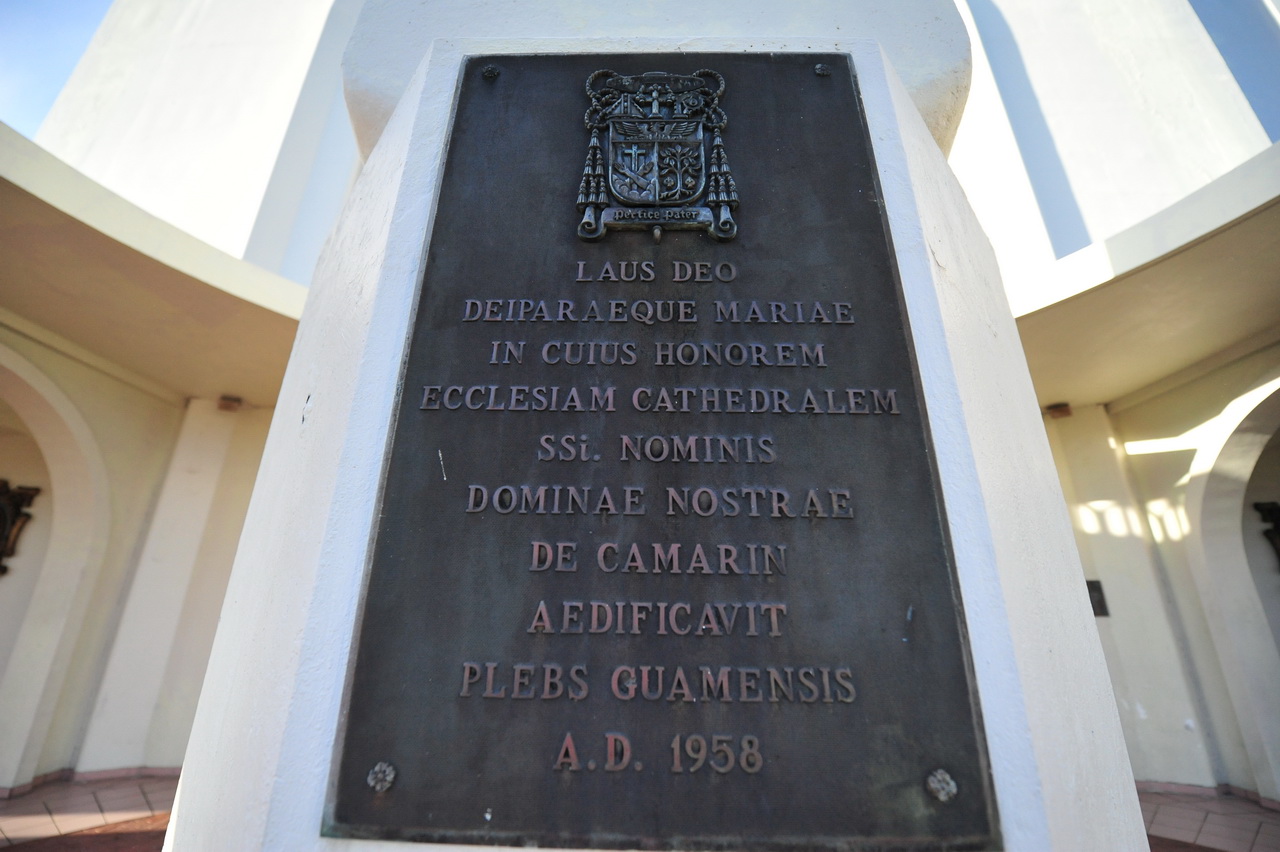 Perfice Pater
LAUS DEO
DEIPARAEQUE MARIAE
IN CUIUS HONOREM
ECCLESIAM CATHEDRALEM
SSi. NOMINIS
DOMINAE NOSTRAE
DE CAMARIN
AEDIFICAVIT
PLEBS GUAMENSIS
A.D. 1958